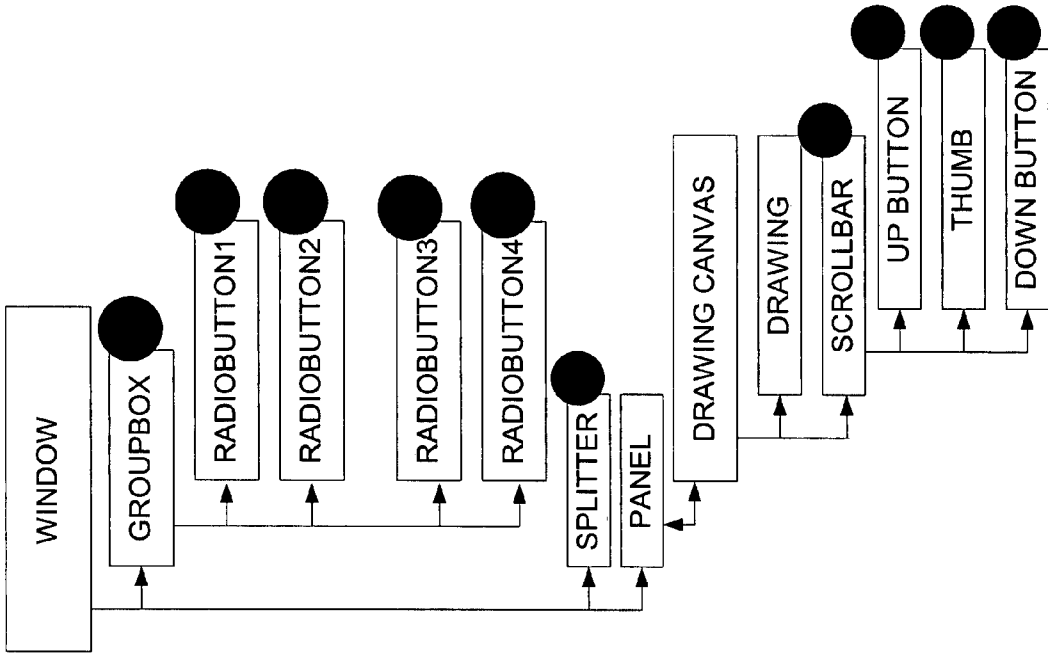 WINDOW
GROUPBOX
RADIOBUTTON1
RADIOBUTTON2
RADIOBUTTON3
RADIOBUTTON4
SPLITTER
PANEL
DRAWING CANVAS
DRAWING
SCROLLBAR
UP BUTTON
THUMB
DOWN BUTTON